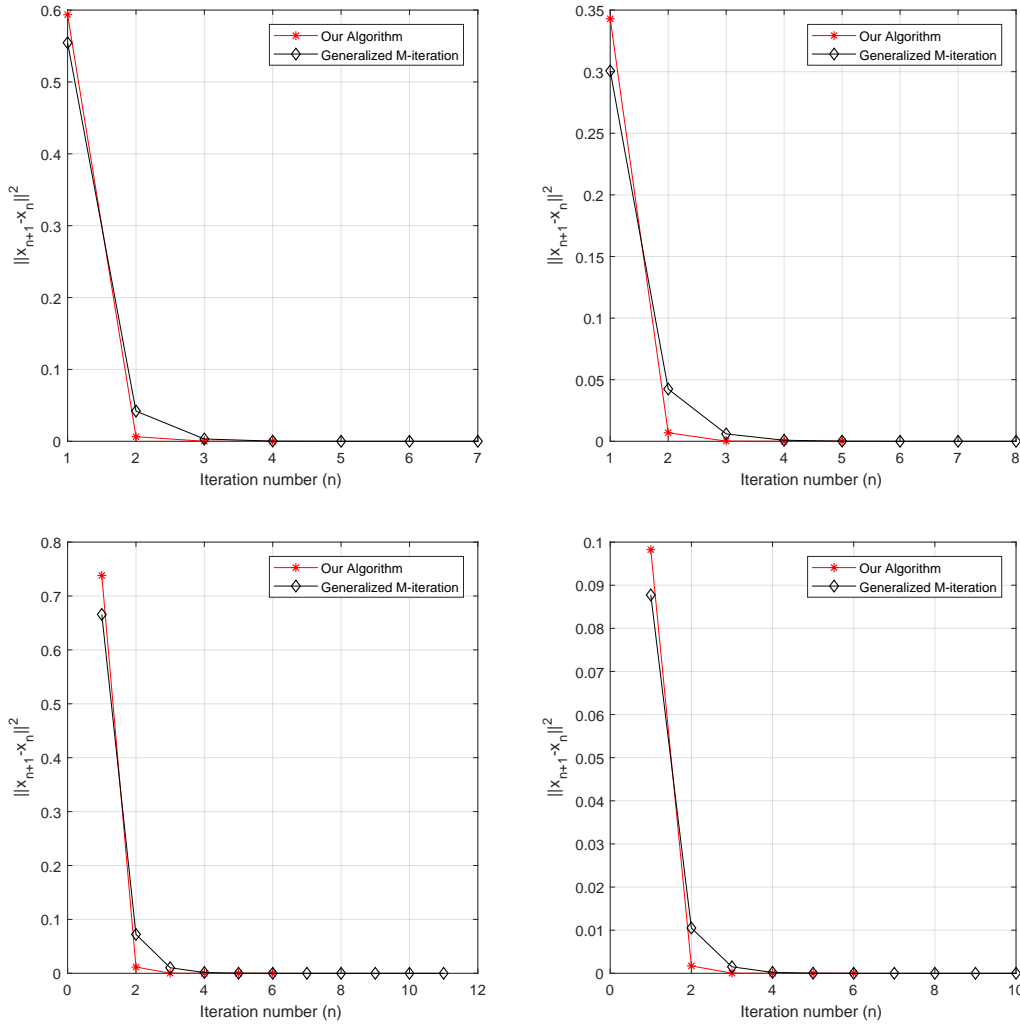 0.6
0.5
0.4
0.3
0.2
0.1
0
1 2 3 4 5 6 7
||x_{n+1}-x_n||^2
Iteration number (n)
Our Algorithm
Generalized M-iteration
0.35
0.3
0.25
0.2
0.15
0.1
0.05
0
1 2 3 4 5 6 7 8
||x_{n+1}-x_n||^2
Iteration number (n)
Our Algorithm
Generalized M-iteration
0.8
0.7
0.6
0.5
0.4
0.3
0.2
0.1
0
0 2 4 6 8 10 12
||x_{n+1}-x_n||^2
Iteration number (n)
Our Algorithm
Generalized M-iteration
0.1
0.09
0.08
0.07
0.06
0.05
0.04
0.03
0.02
0.01
0
0 2 4 6 8 10
||x_{n+1}-x_n||^2
Iteration number (n)
Our Algorithm
Generalized M-iteration